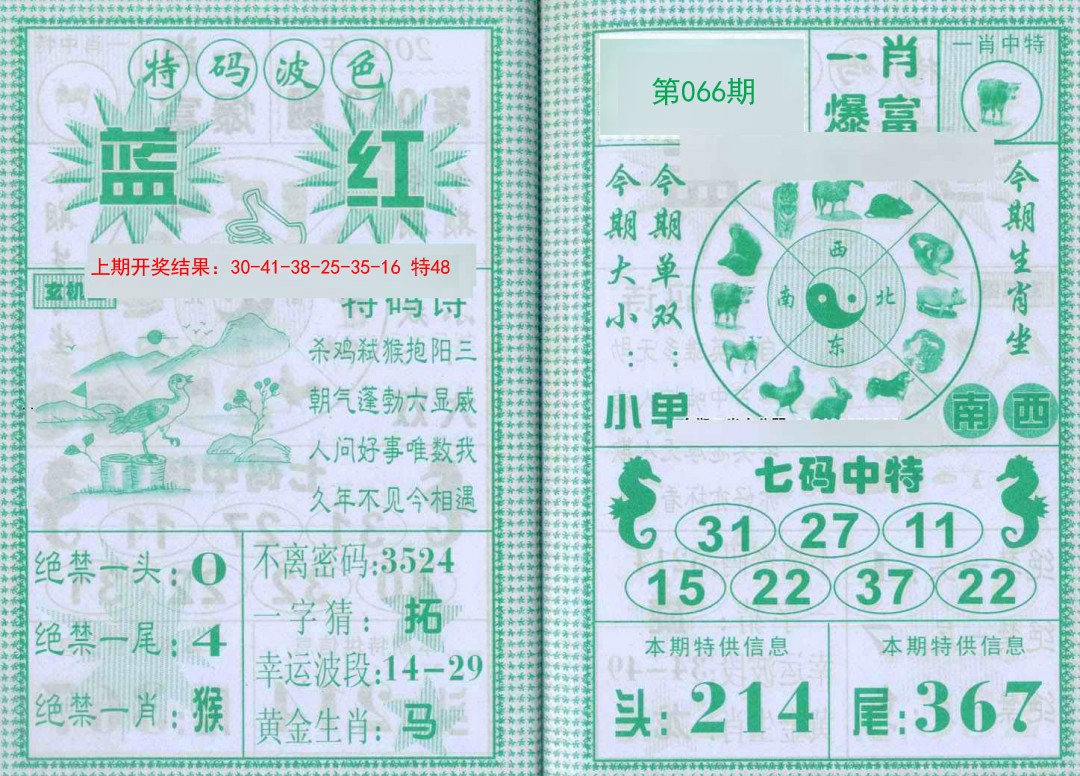 特码波色
蓝 红
上期开奖结果：30-41-38-25-35-16 特48
玄机
特码诗
杀鸡弑猴抱阳三
朝气蓬勃六显威
人问好事唯数我
久年不见今相遇
绝禁一头:0
绝禁一尾:4
绝禁一肖:猴
不离密码:3524
一字猜：拓
幸运波段:14-29
黄金生肖:马
第066期
一肖
爆富
一肖中特
今期大小：小
今期单双：单
西
南 北
东
今期生肖坐
南西
七码中特
31 27 11
15 22 37 22
本期特供信息
头:214
本期特供信息
尾:367